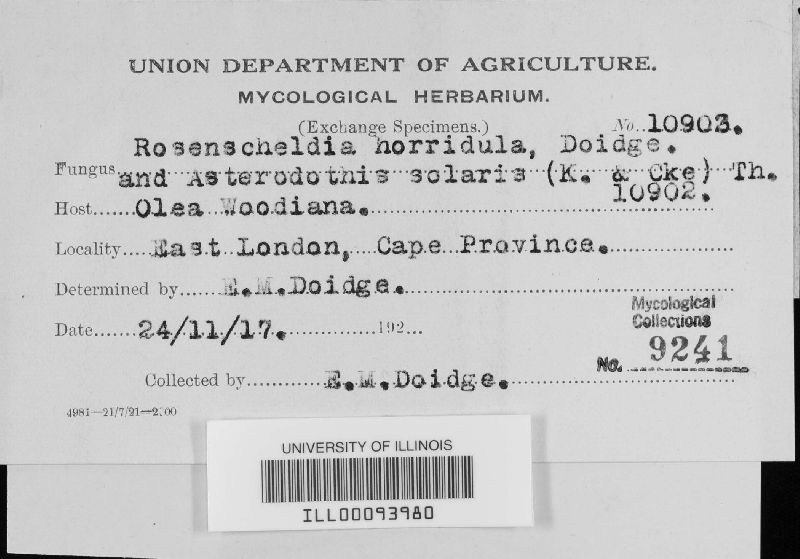 UNION DEPARTMENT OF AGRICULTURE.
MYCOLOGICAL HERBARIUM.
(Exchange Specimens.) No. 10903.
Rosenscheldia horridula, Doidge.
Fungus and Asterodothis solaris (K. & Cke) Th.
10902.
Host Olea Woodiana.
Locality East London, Cape Province.
Determined by E.M.Doidge.
Date 24/11/17. 192
Mycological
Collections
No. 9241
Collected by E.M.Doidge.
4981—21/7/21—2,00
UNIVERSITY OF ILLINOIS
ILL00093980